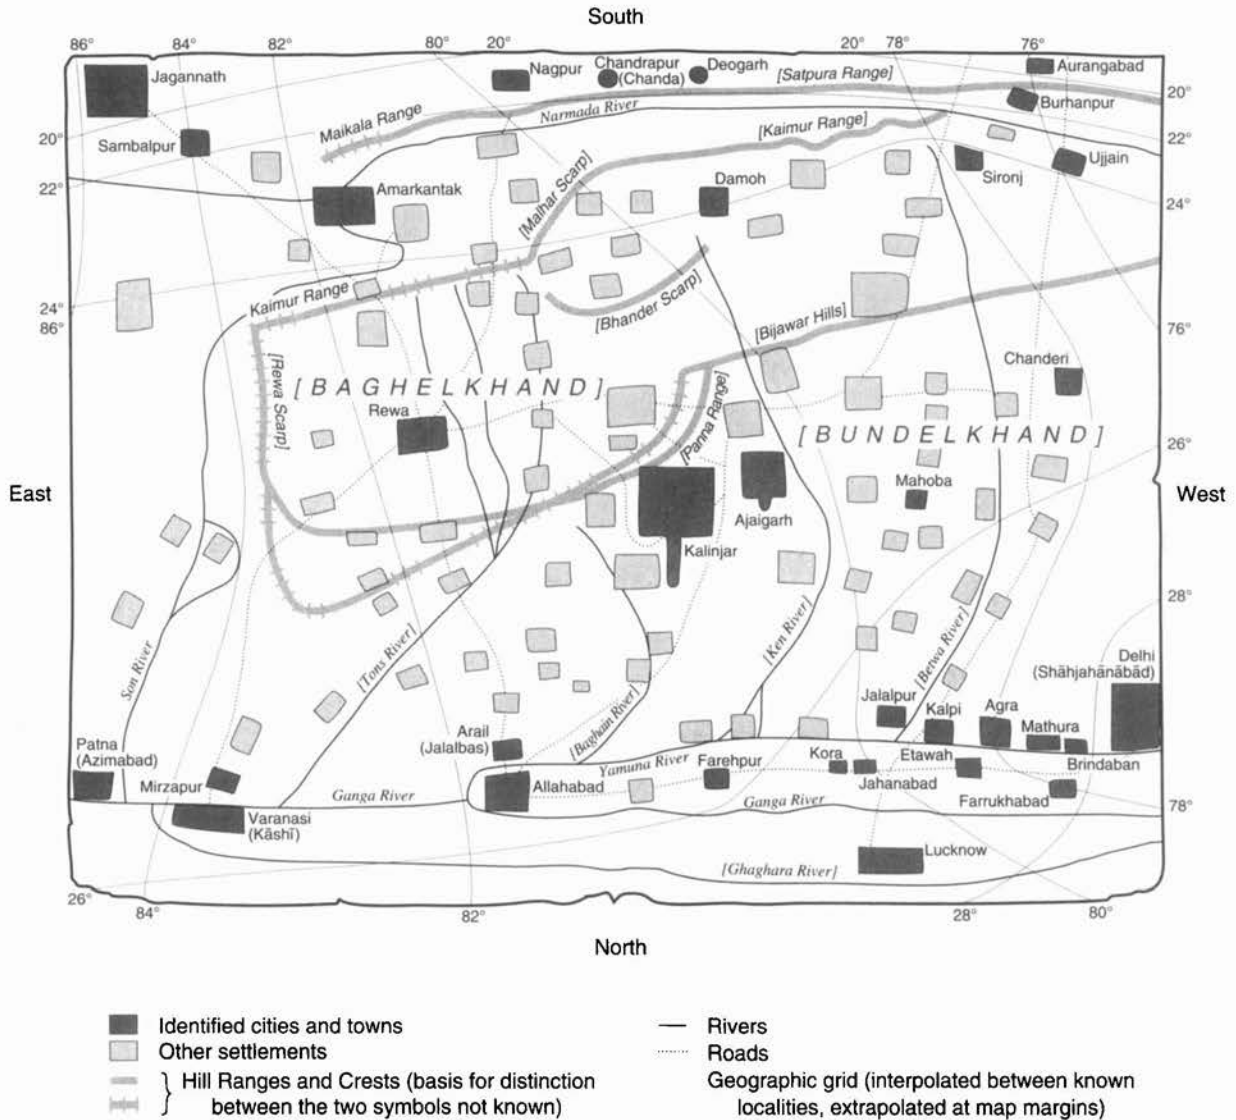 South
86°
84°
82°
80°
20°
20°
78°
76°
Jagannath
Nagpur
Chandrapur
(Chanda)
Deogarh
[Satpura Range]
Aurangabad
20°
Burhanpur
Maikala Range
Narmada River
[Kaimur Range]
22°
20°
Sambalpur
Sironj
Ujjain
22°
Amarkantak
[Malhar Scarp]
Damoh
24°
24°
86°
Kaimur Range
[Bhander Scarp]
[Bijawar Hills]
76°
[Rewa Scarp]
[BAGHELKHAND]
Chanderi
Rewa
[Panna Range]
[BUNDELKHAND]
26°
East
Mahoba
West
Ajaigarh
Kalinjar
28°
Son River
[Tons River]
[Ken River]
[Betwa River]
Delhi
(Shāhjahānābād)
[Baghain River]
Jalalpur
Kalpi
Agra
Mathura
Patna
(Azimabad)
Arail
(Jalalbas)
Yamuna River
Farehpur
Kora
Etawah
Brindaban
Mirzapur
Allahabad
Jahanabad
Farrukhabad
Ganga River
Ganga River
78°
Varanasi
(Kāshī)
[Ghaghara River]
Lucknow
26°
84°
82°
28°
80°
North
Identified cities and towns
Other settlements
Hill Ranges and Crests (basis for distinction
between the two symbols not known)
Rivers
Roads
Geographic grid (interpolated between known
localities, extrapolated at map margins)